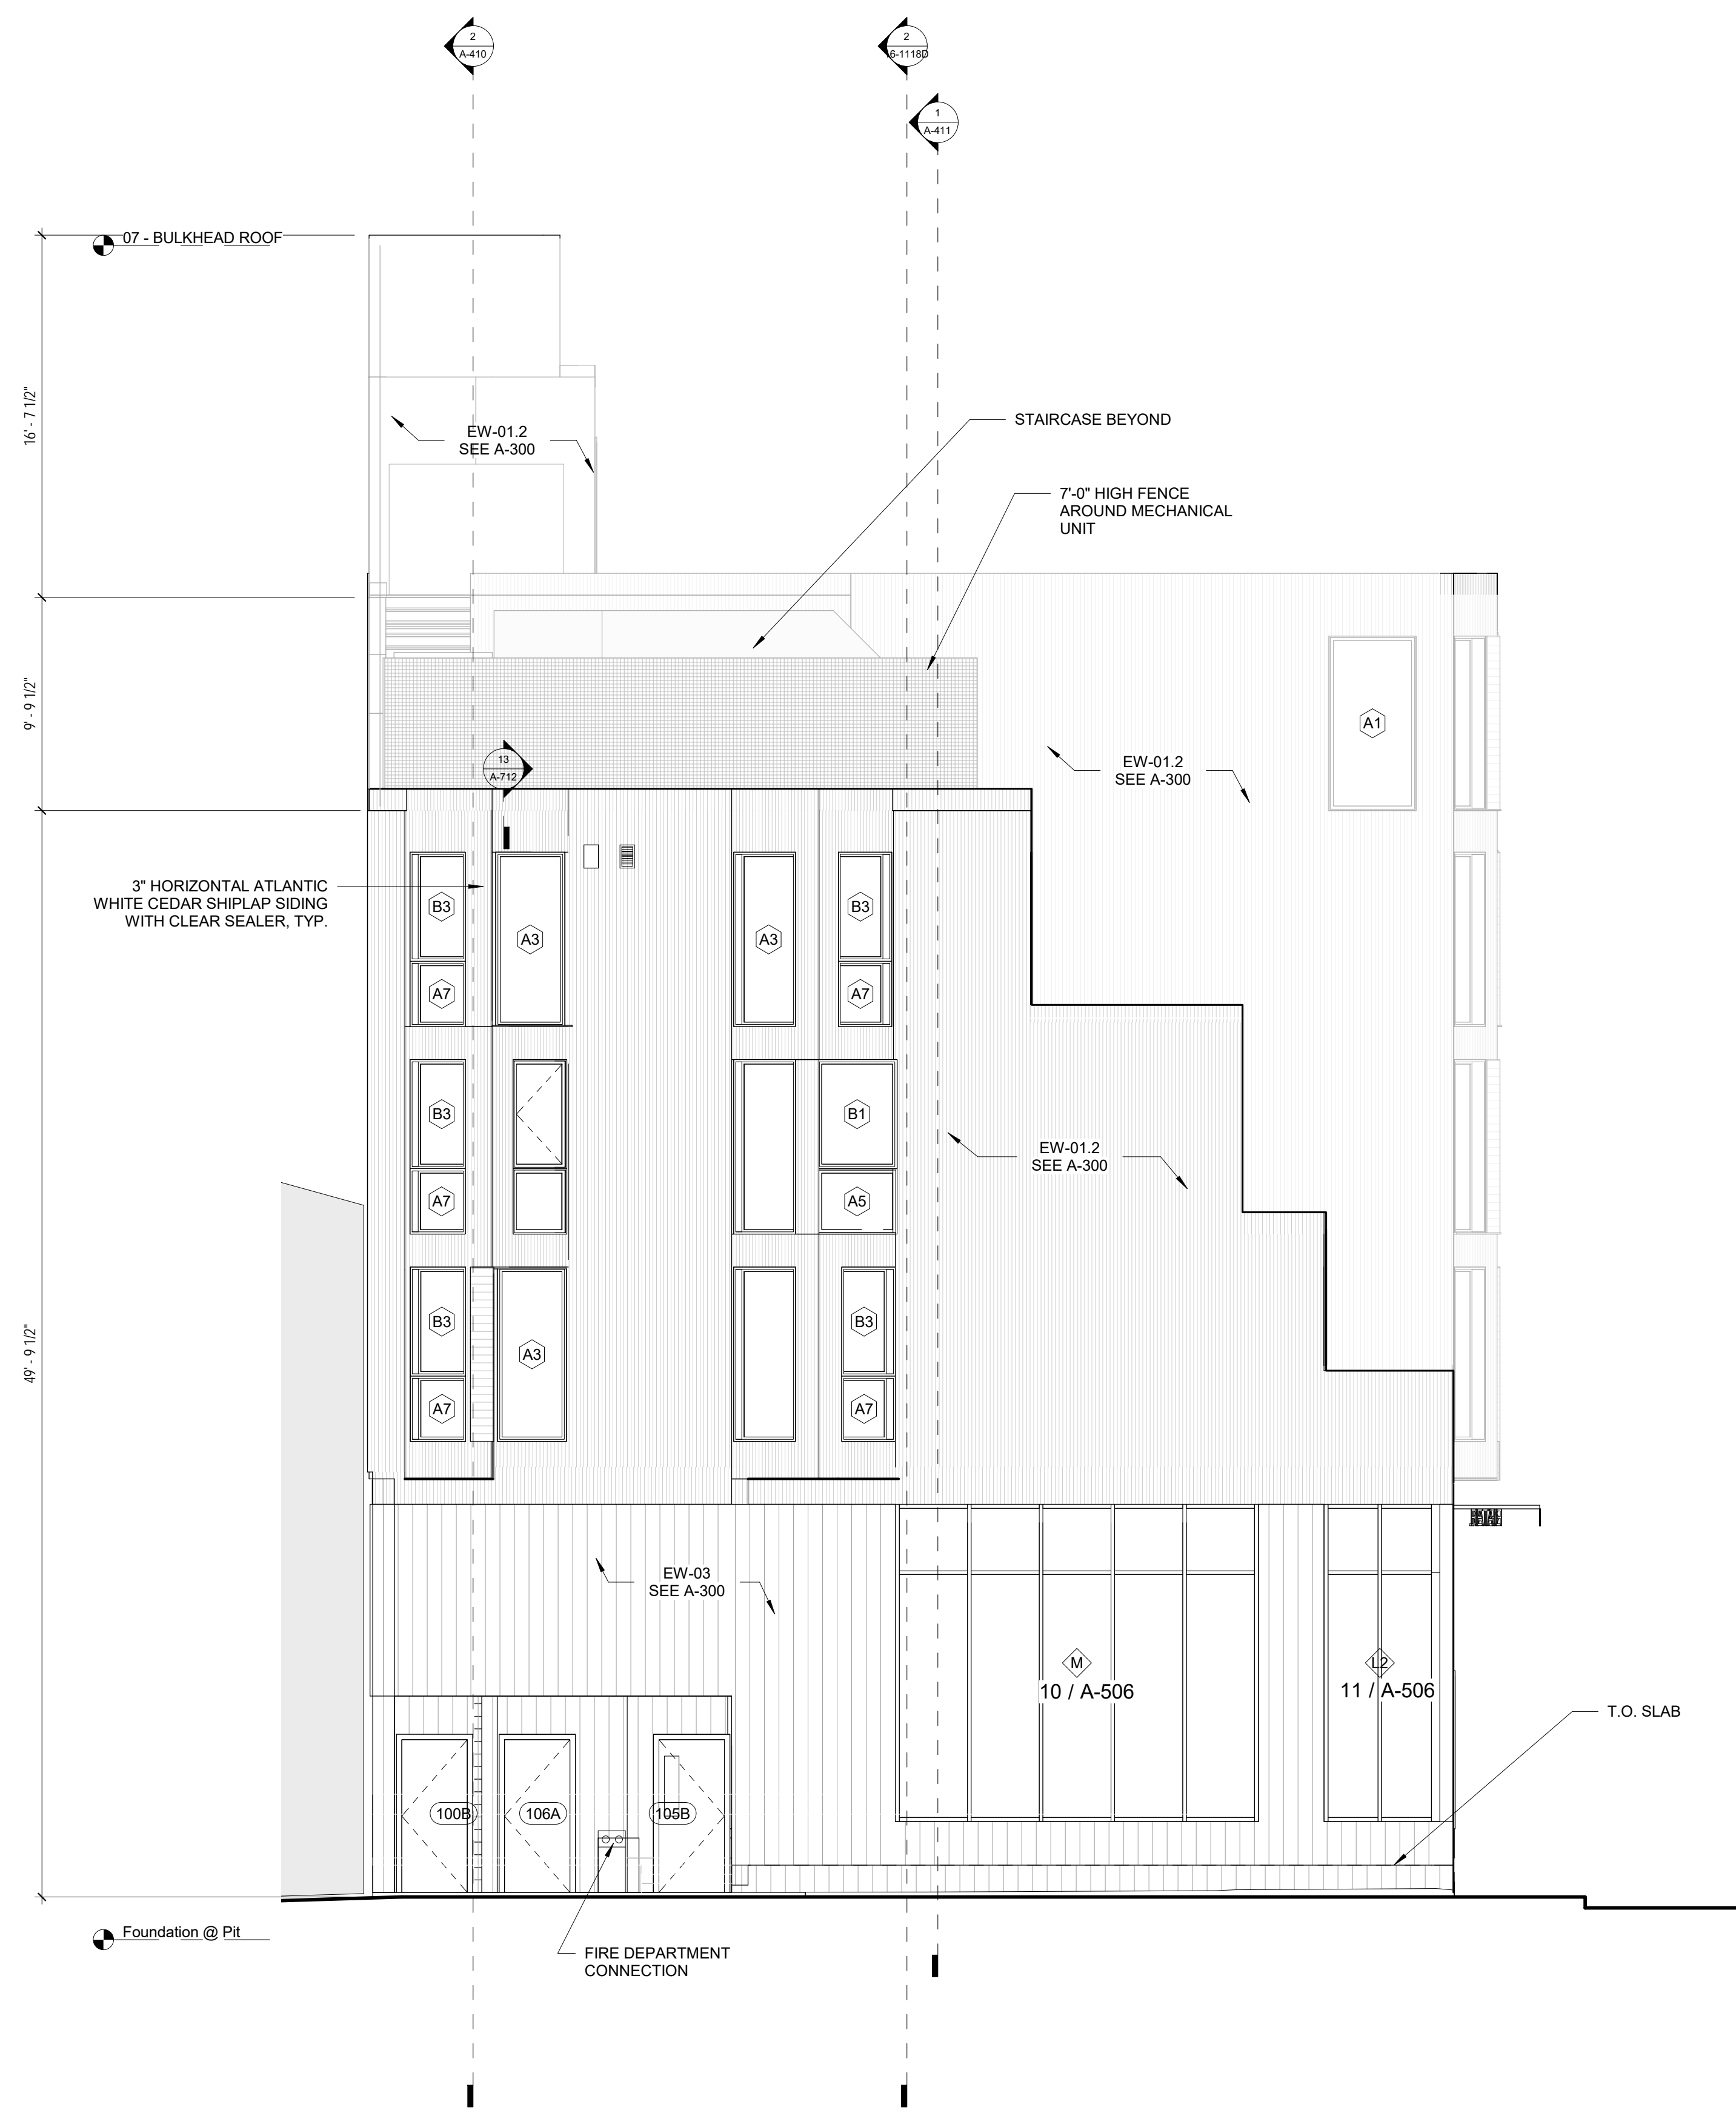 2
A-410
2
16-1118D
1
A-411
07 - BULKHEAD ROOF
16' - 7 1/2"
EW-01.2
SEE A-300
STAIRCASE BEYOND
7'-0" HIGH FENCE
AROUND MECHANICAL
UNIT
9' - 9 1/2"
A1
EW-01.2
SEE A-300
13
A-712
3" HORIZONTAL ATLANTIC
WHITE CEDAR SHIPLAP SIDING
WITH CLEAR SEALER, TYP.
B3
A3
A3
B3
A7
A7
B3
B1
EW-01.2
SEE A-300
A7
A5
49' - 9 1/2"
B3
A3
B3
A7
A7
EW-03
SEE A-300
M
10 / A-506
L2
11 / A-506
T.O. SLAB
100B
106A
105B
Foundation @ Pit
FIRE DEPARTMENT
CONNECTION